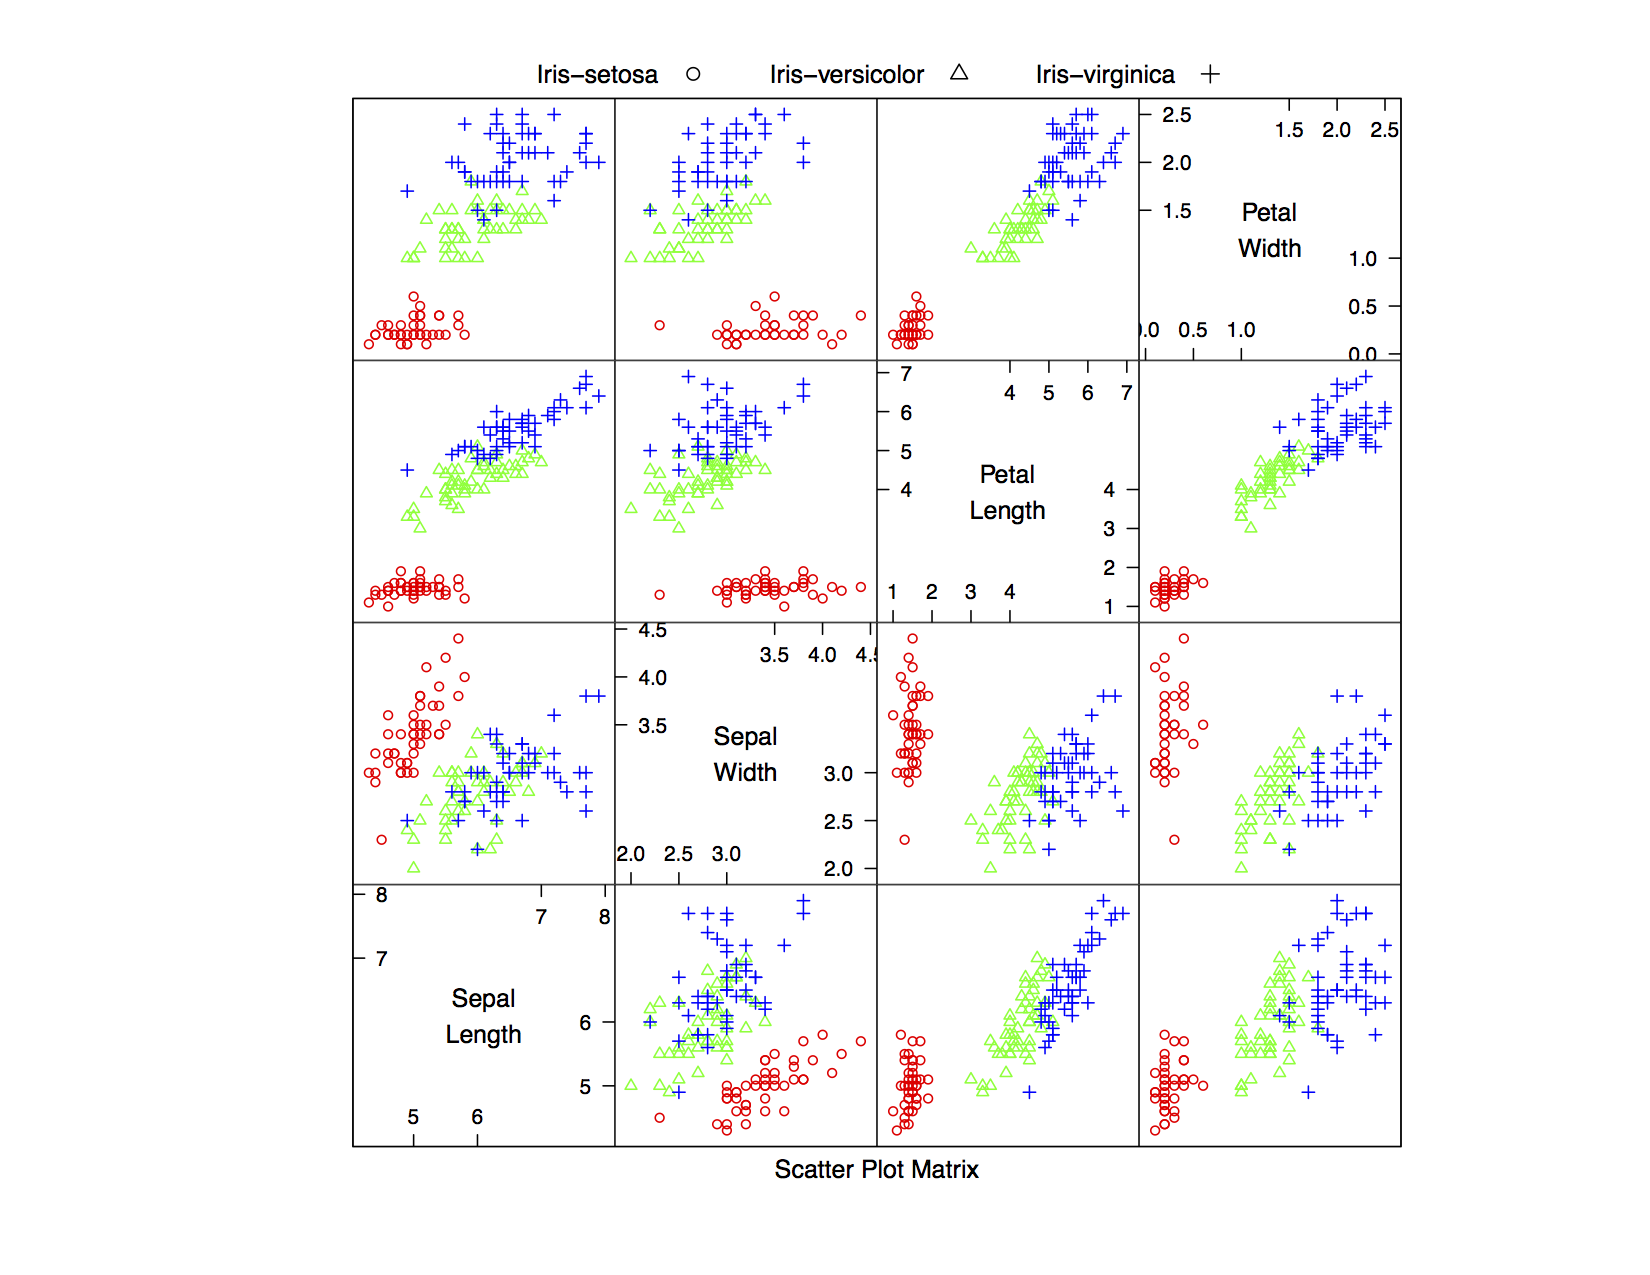 Iris−setosa Iris−versicolor Iris−virginica
2.5
1.5 2.0 2.5
2.0
1.5
Petal
Width
1.0
0.5
0.0 0.5 1.0
0.0
7
4 5 6 7
6
5
Petal
Length
4
4
3
2
1 2 3 4
1
4.5
3.5 4.0 4.5
4.0
3.5
Sepal
Width
3.0
2.5
2.0 2.5 3.0
2.0
8
7 8
7
Sepal
Length
6
5
5 6
Scatter Plot Matrix